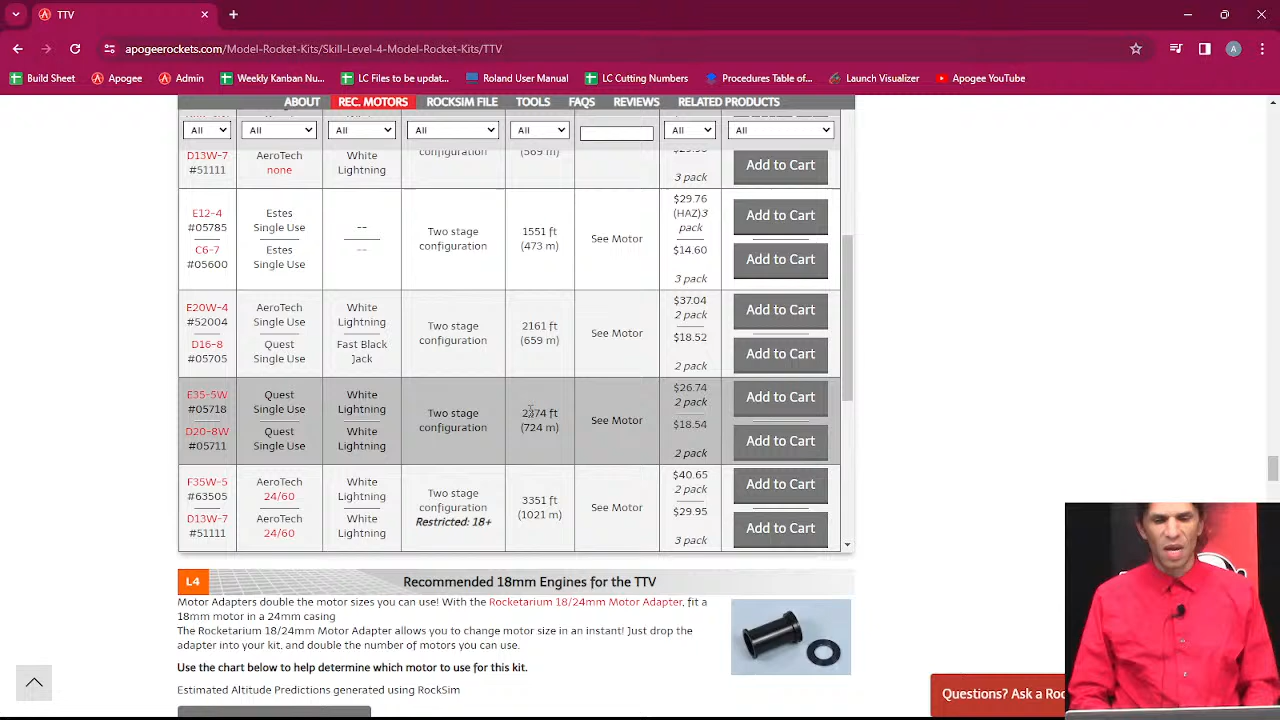 TTV
apogeerockets.com/Model-Rocket-Kits/Skill-Level-4-Model-Rocket-Kits/TTV
A
Build Sheet
Apogee
Admin
Weekly Kanban Nu...
LC Files to be updat...
Roland User Manual
LC Cutting Numbers
Procedures Table of...
Launch Visualizer
Apogee YouTube
ABOUT REC. MOTORS ROCKSIM FILE TOOLS FAQS REVIEWS RELATED PRODUCTS
All All All All All All All
D13W-7
#51111
AeroTech
none
White
Lightning
configuration
(569 m)
3 pack
Add to Cart
E12-4
#05785
C6-7
#05600
Estes
Single Use
Estes
Single Use
--
--
Two stage
configuration
1551 ft
(473 m)
See Motor
$29.76
(HAZ)3
pack
$14.60
3 pack
Add to Cart
Add to Cart
E20W-4
#52004
D16-8
#05705
AeroTech
Single Use
Quest
Single Use
White
Lightning
Fast Black
Jack
Two stage
configuration
2161 ft
(659 m)
See Motor
$37.04
2 pack
$18.52
2 pack
Add to Cart
Add to Cart
E35-5W
#05718
D20-8W
#05711
Quest
Single Use
Quest
Single Use
White
Lightning
White
Lightning
Two stage
configuration
ft
(724 m)
See Motor
$26.74
2 pack
$18.54
2 pack
Add to Cart
Add to Cart
F35W-5
#63505
D13W-7
#51111
AeroTech
24/60
AeroTech
24/60
White
Lightning
White
Lightning
Two stage
configuration
Restricted: 18+
3351 ft
(1021 m)
See Motor
$40.65
2 pack
$29.95
3 pack
Add to Cart
Add to Cart
L4
Recommended 18mm Engines for the TTV
Motor Adapters double the motor sizes you can use! With the Rocketarium 18/24mm Motor Adapter, fit a
18mm motor in a 24mm casing
The Rocketarium 18/24mm Motor Adapter allows you to change motor size in an instant! Just drop the
adapter into your kit, and double the number of motors you can use.
Use the chart below to help determine which motor to use for this kit.
Estimated Altitude Predictions generated using RockSim
Questions? Ask a Roc